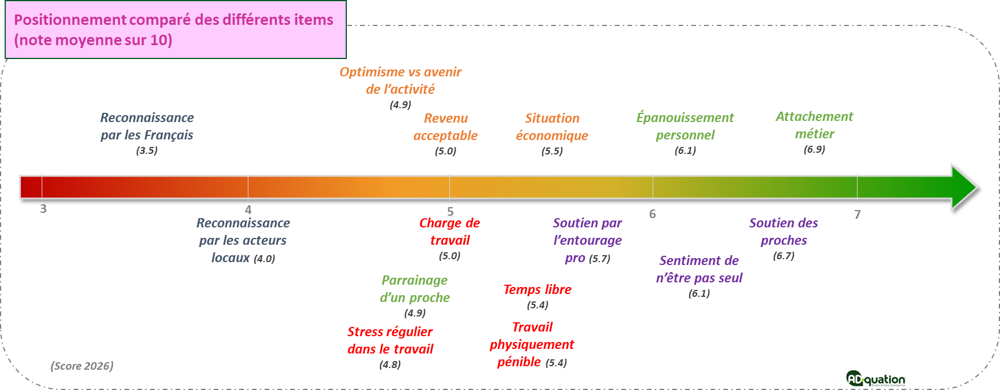 Positionnement comparé des différents items
(note moyenne sur 10)
Optimisme vs avenir
de l'activité
(4.9)
Reconnaissance
par les Français
(3.5)
Revenu
acceptable
(5.0)
Situation
économique
(5.5)
Épanouissement
personnel
(6.1)
Attachement
métier
(6.9)
3
4
5
6
7
Reconnaissance
par les acteurs
locaux (4.0)
Charge de
travail
(5.0)
Soutien par
l'entourage
pro (5.7)
Soutien des
proches
(6.7)
Sentiment de
n'être pas seul
(6.1)
Parrainage
d'un proche
(4.9)
Temps libre
(5.4)
Stress régulier
dans le travail
(4.8)
Travail
physiquement
pénible (5.4)
(Score 2026)
ADquation
Études & Data Intelligence